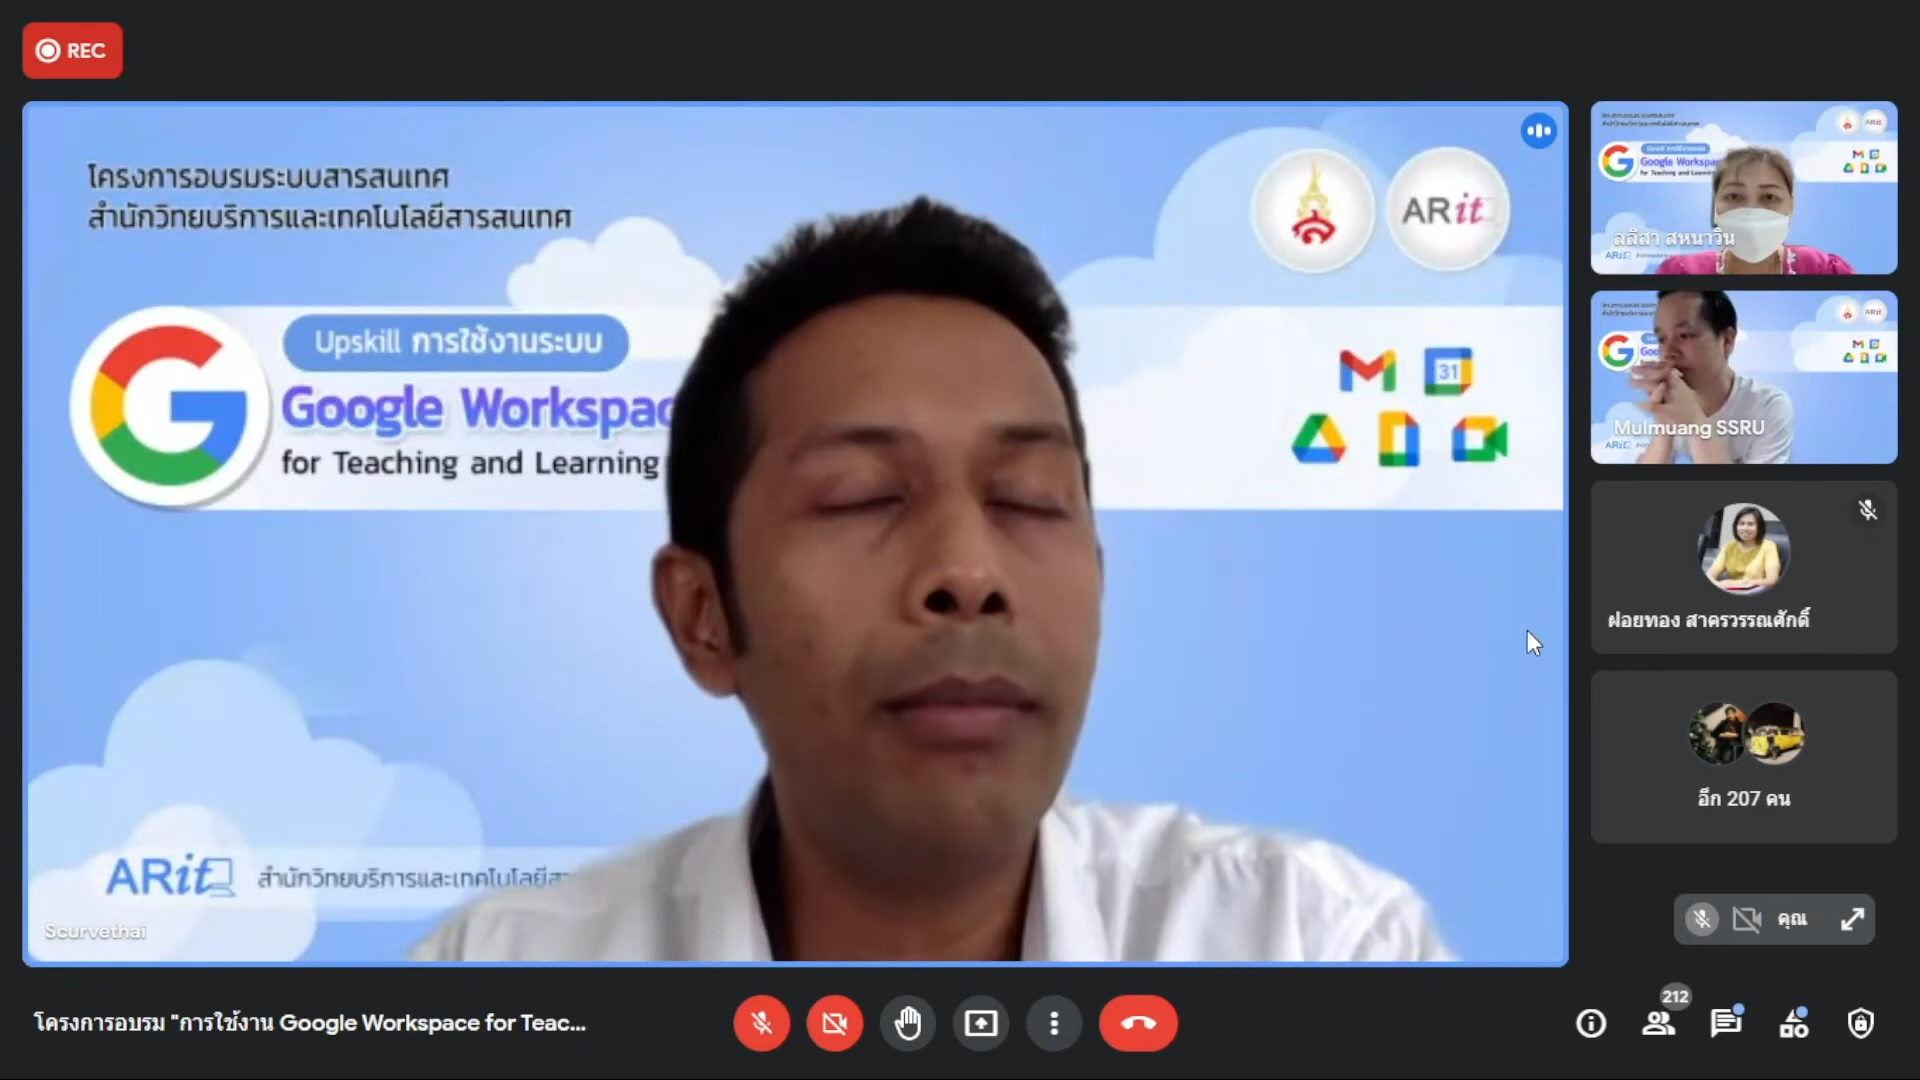 REC
โครงการอบรมระบบสารสนเทศ
สำนักวิทยบริการและเทคโนโลยีสารสนเทศ
ARit
Upskill การใช้งานระบบ
Google Workspac
for Teaching and Learning
31
ARit สำนักวิทยบริการและเทคโนโลยีส
Scurvethai
Google Workspa
for Teaching and Learning
ลลิสา สหนาวิน
ARit
Mulmuang SSRU
ARit
ฝอยทอง สาครวรรณศักดิ์
อีก 207 คน
คุณ
โครงการอบรม "การใช้งาน Google Workspace for Teac...
212